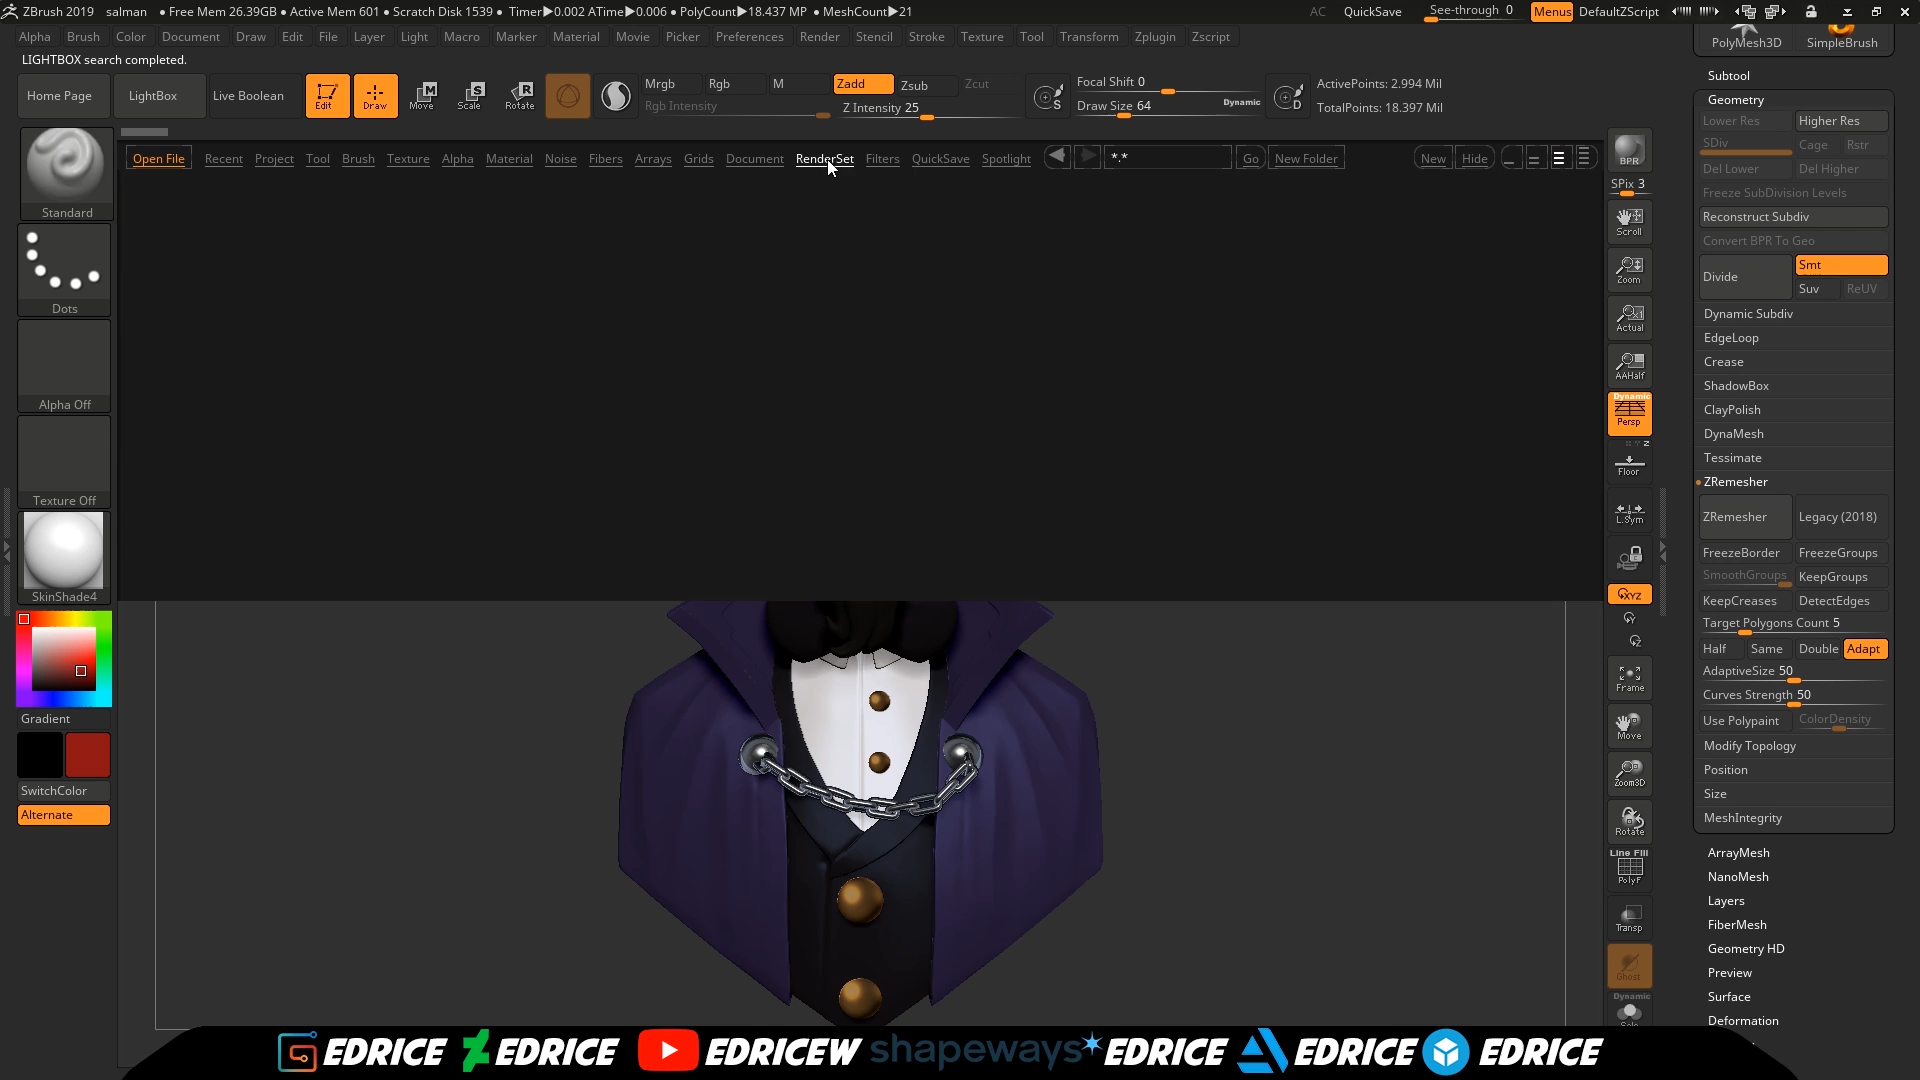 ZBrush 2019 salman ● Free Mem 26.39GB ● Active Mem 601 ● Scratch Disk 1539 ● Timer▶0.002 ATime▶0.006 ● PolyCount▶18.437 MP ● MeshCount▶21 AC QuickSave See-through 0 Menus DefaultZScript
Alpha Brush Color Document Draw Edit File Layer Light Macro Marker Material Movie Picker Preferences Render Stencil Stroke Texture Tool Transform Zplugin Zscript
LIGHTBOX search completed.
Home Page LightBox Live Boolean Edit Draw Move Scale Rotate
M S R
Mrgb Rgb M Zadd Zsub Zcut
Rgb Intensity Z Intensity 25
S Focal Shift 0
Draw Size 64 Dynamic
D ActivePoints: 2.994 Mil
TotalPoints: 18.397 Mil
Open File Recent Project Tool Brush Texture Alpha Material Noise Fibers Arrays Grids Document RenderSet Filters QuickSave Spotlight *.* Go New Folder New Hide
Standard
Dots
Alpha Off
Texture Off
SkinShade4
Gradient
SwitchColor
Alternate
BPR
SPix 3
Scroll
Zoom
Actual
AAHalf
Dynamic
Persp
Floor
L.Sym
XYZ
Y
Z
Frame
Move
Zoom3D
Rotate
Line Fill
PolyF
Transp
Ghost
Dynamic
Solo
PolyMesh3D SimpleBrush
Subtool
Geometry
Lower Res Higher Res
SDiv Cage Rstr
Del Lower Del Higher
Freeze SubDivision Levels
Reconstruct Subdiv
Convert BPR To Geo
Divide Smt
Suv ReUV
Dynamic Subdiv
EdgeLoop
Crease
ShadowBox
ClayPolish
DynaMesh
Tessimate
ZRemesher
ZRemesher Legacy (2018)
FreezeBorder FreezeGroups
SmoothGroups KeepGroups
KeepCreases DetectEdges
Target Polygons Count 5
Half Same Double Adapt
AdaptiveSize 50
Curves Strength 50
Use Polypaint ColorDensity
Modify Topology
Position
Size
MeshIntegrity
ArrayMesh
NanoMesh
Layers
FiberMesh
Geometry HD
Preview
Surface
Deformation
EDRICE EDRICE EDRICEW shapeways EDRICE EDRICE EDRICE